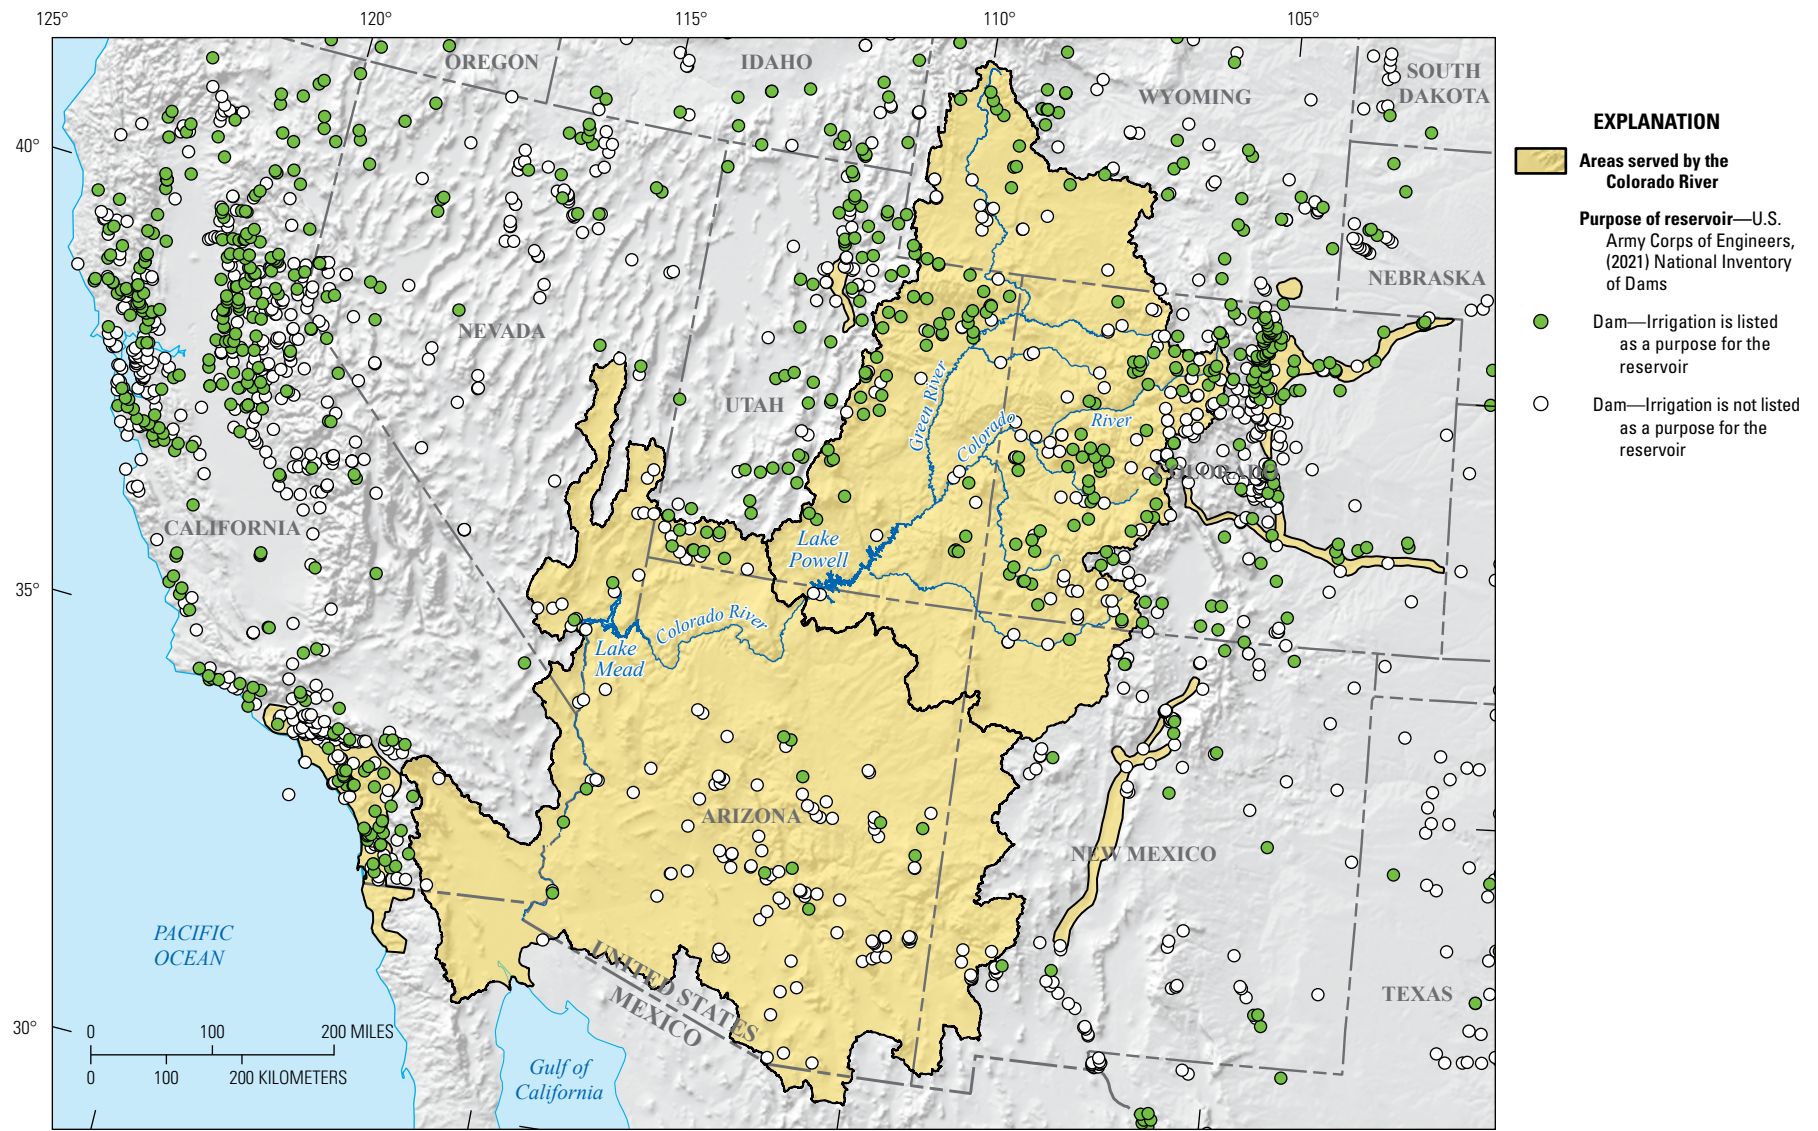 125°
120°
115°
110°
105°
40°
35°
30°
OREGON
IDAHO
WYOMING
SOUTH
DAKOTA
NEBRASKA
NEVADA
UTAH
COLORADO
CALIFORNIA
ARIZONA
NEW MEXICO
TEXAS
UNITED STATES
MEXICO
Green River
Colorado
River
Lake
Powell
Colorado River
Lake
Mead
PACIFIC
OCEAN
Gulf of
California
0 100 200 MILES
0 100 200 KILOMETERS
EXPLANATION
Areas served by the
Colorado River
Purpose of reservoir—U.S.
Army Corps of Engineers,
(2021) National Inventory
of Dams
Dam—Irrigation is listed
as a purpose for the
reservoir
Dam—Irrigation is not listed
as a purpose for the
reservoir